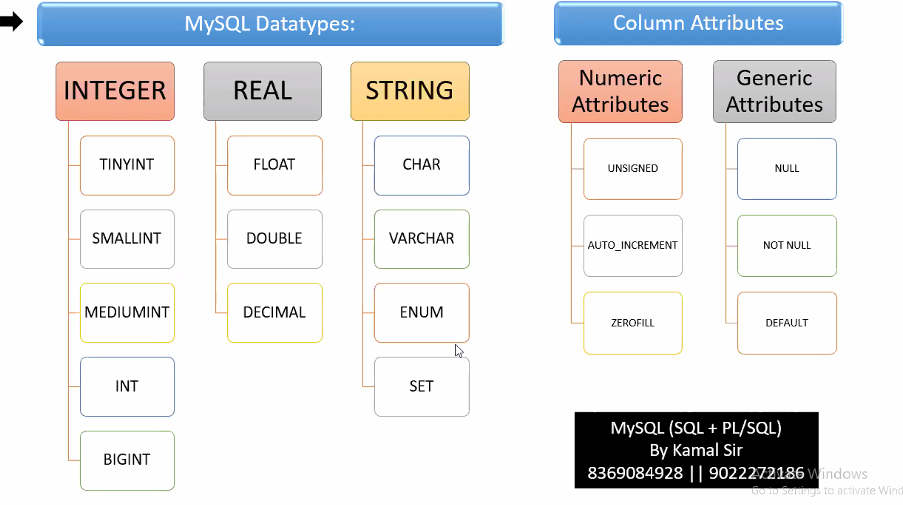 MySQL Datatypes:
INTEGER
TINYINT
SMALLINT
MEDIUMINT
INT
BIGINT
REAL
FLOAT
DOUBLE
DECIMAL
STRING
CHAR
VARCHAR
ENUM
SET
Column Attributes
Numeric
Attributes
UNSIGNED
AUTO_INCREMENT
ZEROFILL
Generic
Attributes
NULL
NOT NULL
DEFAULT
MySQL (SQL + PL/SQL)
By Kamal Sir
8369084928 || 9022272186
Activate Windows
Go to Settings to activate Wind